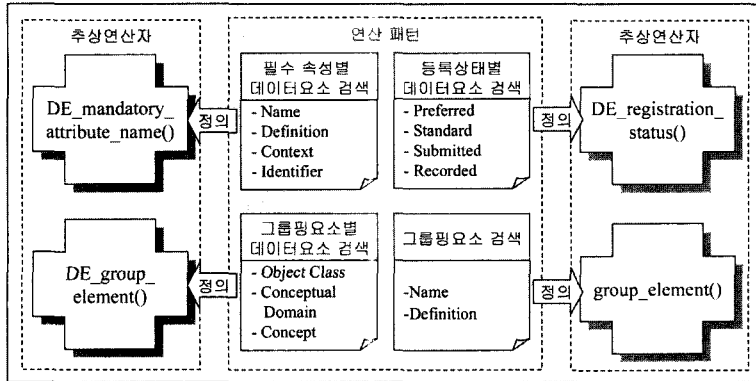 추상연산자
연산 패턴
추상연산자
DE_mandatory_
attribute_name()
정의
필수 속성별
데이터요소 검색
- Name
- Definition
- Context
- Identifier
등록상태별
데이터요소 검색
- Preferred
- Standard
- Submitted
- Recorded
정의
DE_registration_
status()
DE_group_
element()
정의
그룹핑요소별
데이터요소 검색
- Object Class
- Conceptual
Domain
- Concept
그룹핑요소 검색
-Name
-Definition
정의
group_element()